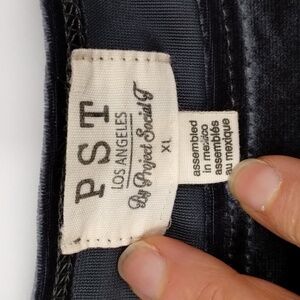 PST
LOS ANGELES
By Project Social T
XL
assembled
in mexico
assemblés
au mexique